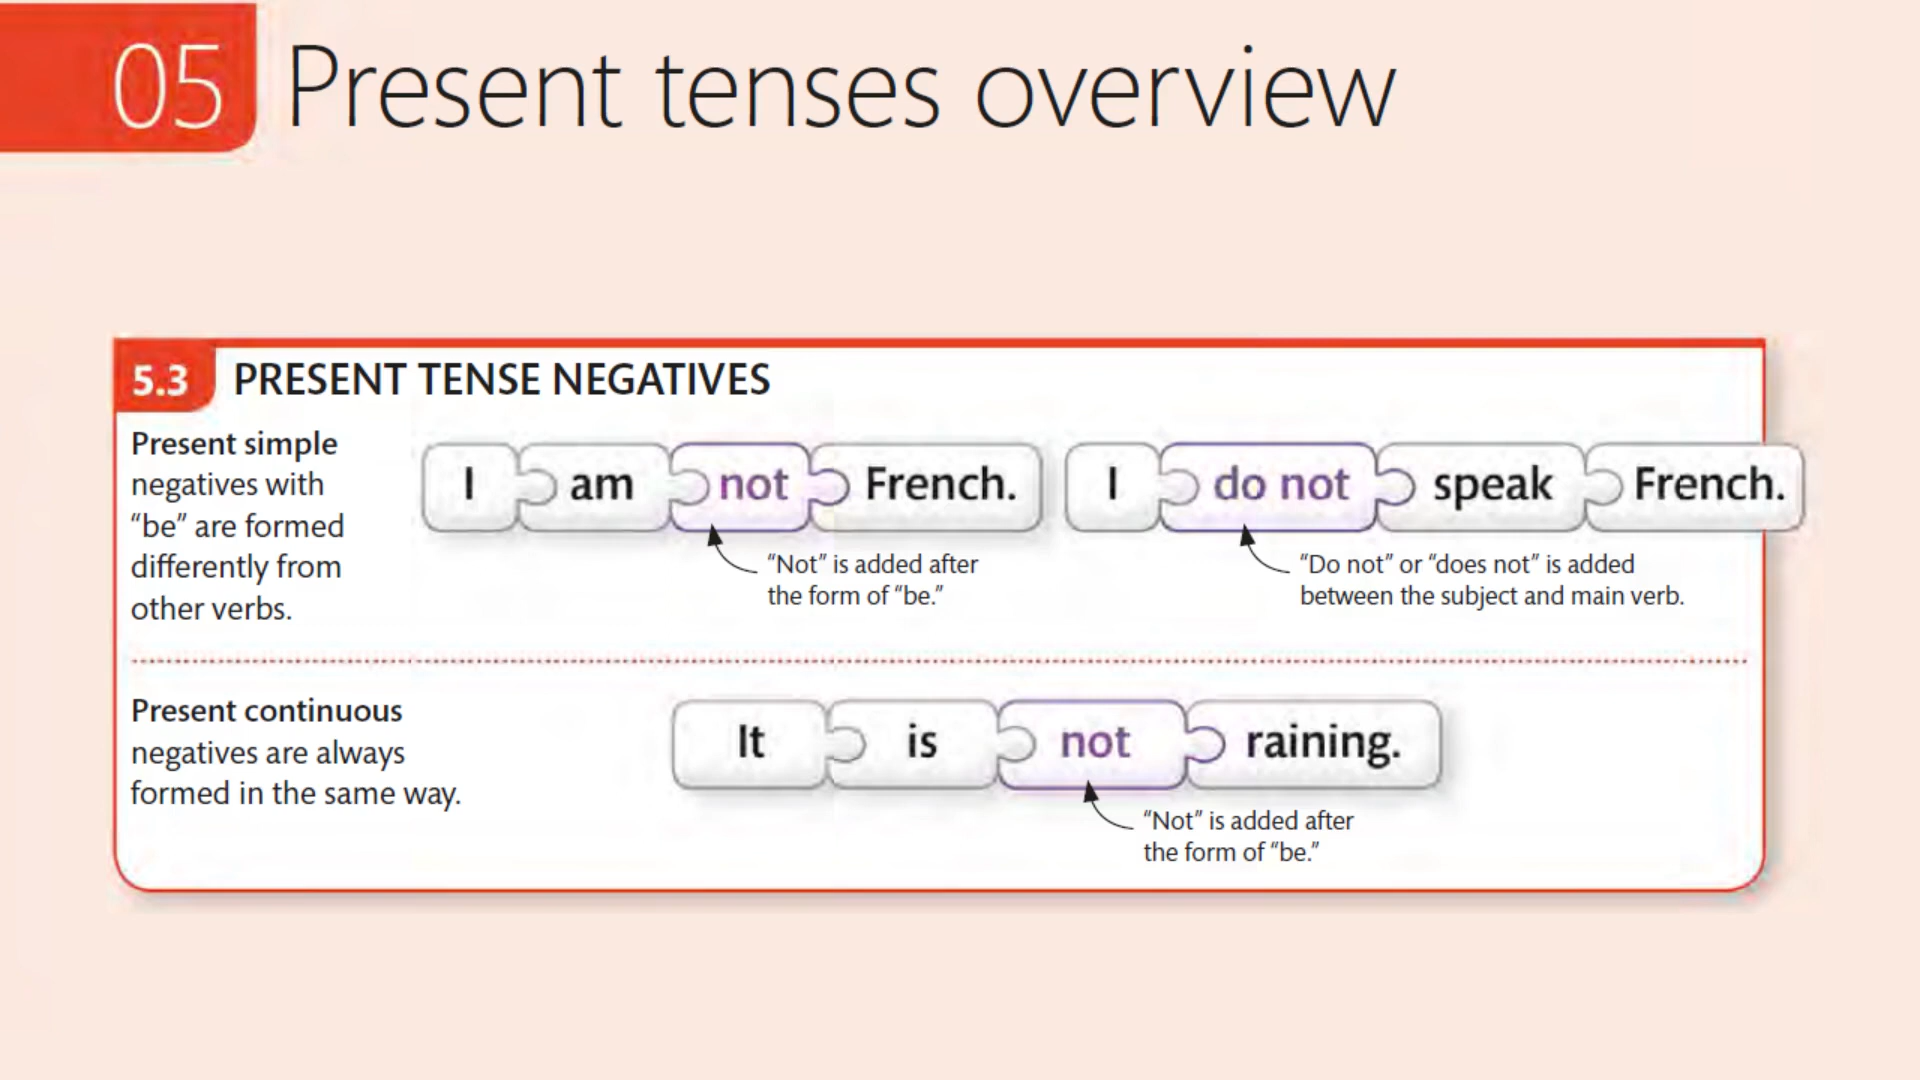 05 Present tenses overview
5.3 PRESENT TENSE NEGATIVES
Present simple
negatives with
“be” are formed
differently from
other verbs.
I am not French.
“Not” is added after
the form of “be.”
I do not speak French.
“Do not” or “does not” is added
between the subject and main verb.
Present continuous
negatives are always
formed in the same way.
It is not raining.
“Not” is added after
the form of “be.”